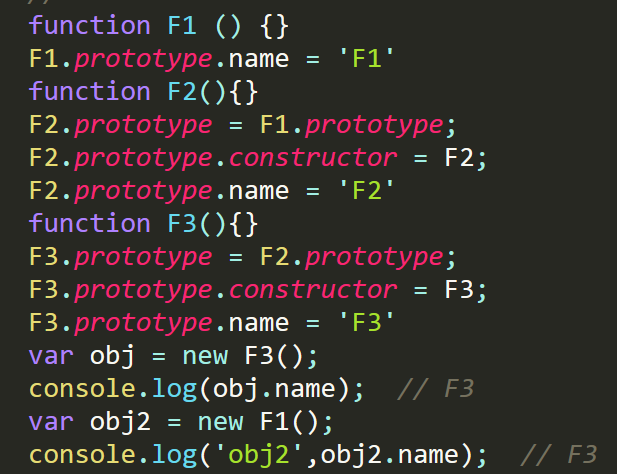 function F1 () {}
F1.prototype.name = 'F1'
function F2(){}
F2.prototype = F1.prototype;
F2.prototype.constructor = F2;
F2.prototype.name = 'F2'
function F3(){}
F3.prototype = F2.prototype;
F3.prototype.constructor = F3;
F3.prototype.name = 'F3'
var obj = new F3();
console.log(obj.name);  // F3
var obj2 = new F1();
console.log('obj2',obj2.name);  // F3